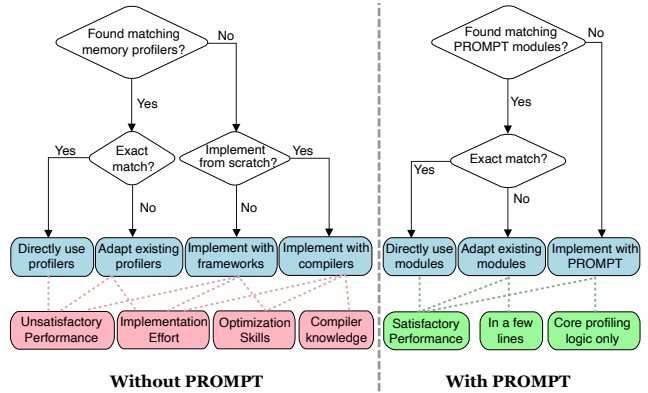 Found matching
memory profilers?
No
Yes
Exact
match?
Yes
No
Implement
from scratch?
Yes
No
Directly use
profilers
Adapt existing
profilers
Implement with
frameworks
Implement with
compilers
Unsatisfactory
Performance
Implementation
Effort
Optimization
Skills
Compiler
knowledge
Without PROMPT
Found matching
PROMPT modules?
No
Yes
Exact match?
Yes
No
Directly use
modules
Adapt existing
modules
Implement with
PROMPT
Satisfactory
Performance
In a few
lines
Core profiling
logic only
With PROMPT